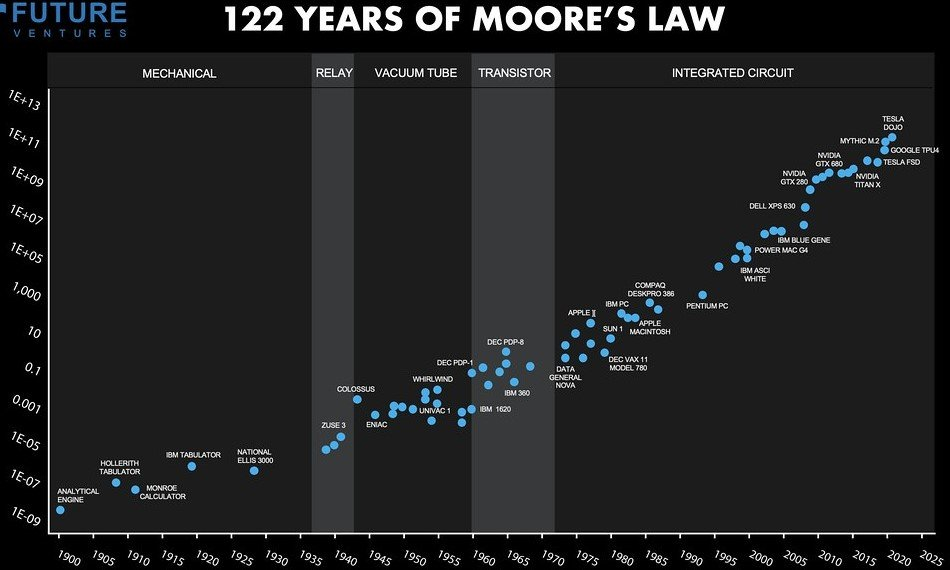 FUTURE
VENTURES
122 YEARS OF MOORE'S LAW
MECHANICAL
RELAY
VACUUM TUBE
TRANSISTOR
INTEGRATED CIRCUIT
1E+13
1E+11
1E+09
1E+07
1E+05
1,000
10
0.1
0.001
1E-05
1E-07
1E-09
ANALYTICAL
ENGINE
HOLLERITH
TABULATOR
MONROE
CALCULATOR
IBM TABULATOR
NATIONAL
ELLIS 3000
ZUSE 3
COLOSSUS
ENIAC
WHIRLWIND
UNIVAC 1
DEC PDP-1
IBM 1620
DEC PDP-8
IBM 360
DATA
GENERAL
NOVA
APPLE ][
SUN 1
DEC VAX 11
MODEL 780
IBM PC
COMPAQ
DESKPRO 386
APPLE
MACINTOSH
PENTIUM PC
IBM ASCI
WHITE
POWER MAC G4
IBM BLUE GENE
DELL XPS 630
NVIDIA
GTX 280
NVIDIA
GTX 680
NVIDIA
TITAN X
MYTHIC M.2
TESLA
DOJO
GOOGLE TPU4
TESLA FSD
1900
1905
1910
1915
1920
1925
1930
1935
1940
1945
1950
1955
1960
1965
1970
1975
1980
1985
1990
1995
2000
2005
2010
2015
2020
2025